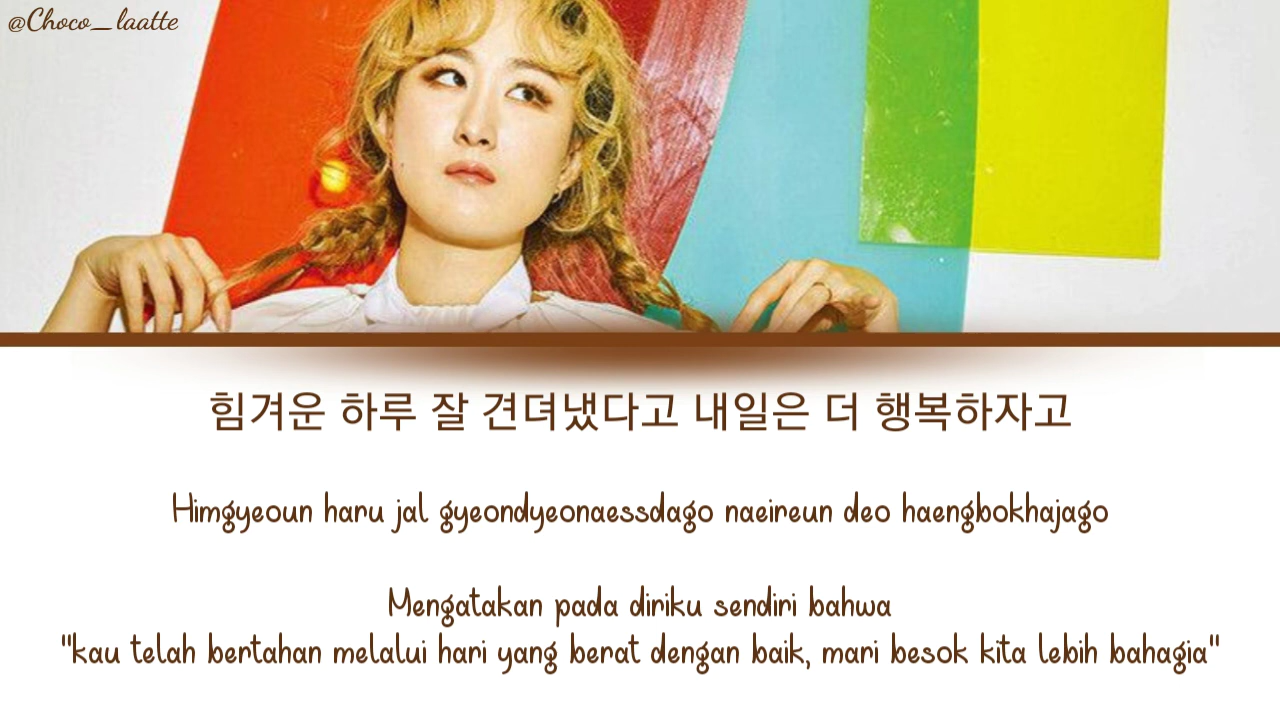 @Choco_laatte
힘겨운 하루 잘 견뎌냈다고 내일은 더 행복하자고
Himgyeoun haru jal gyeondyeonaessdago naeireun deo haengbokhajago
Mengatakan pada diriku sendiri bahwa
"kau telah bertahan melalui hari yang berat dengan baik, mari besok kita lebih bahagia"